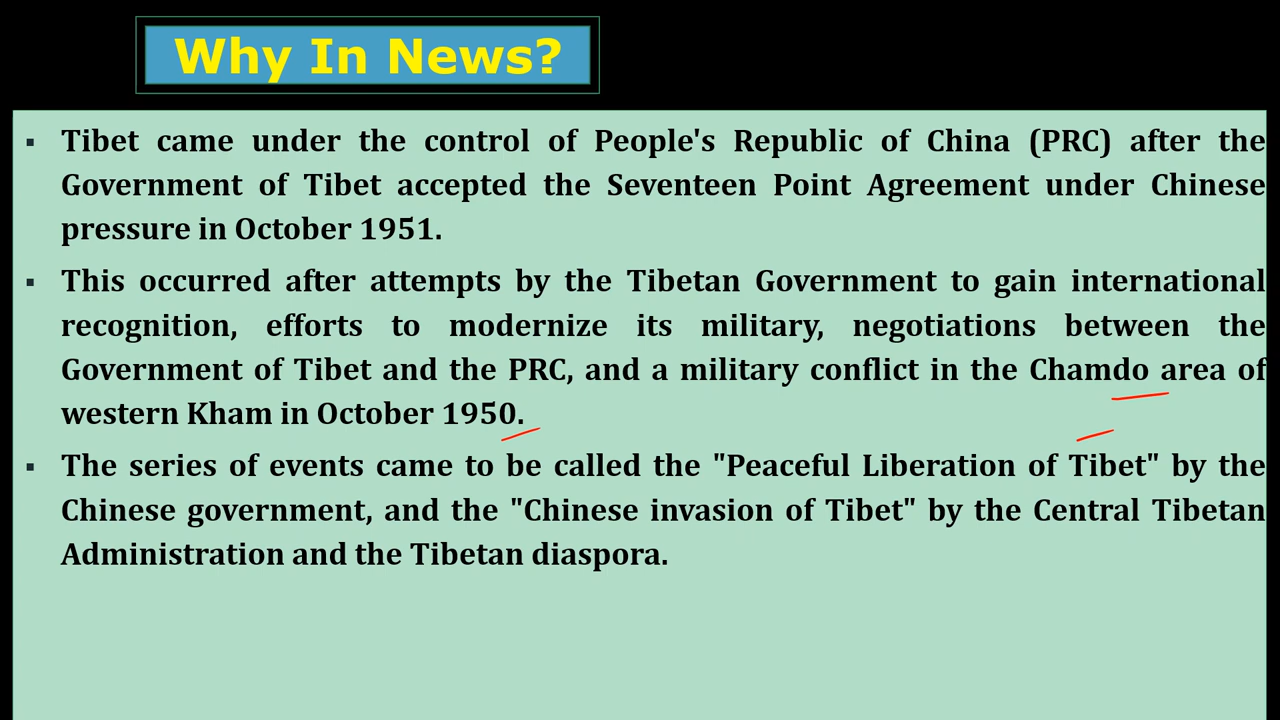 Why In News?
▪ Tibet came under the control of People's Republic of China (PRC) after the
Government of Tibet accepted the Seventeen Point Agreement under Chinese
pressure in October 1951.
▪ This occurred after attempts by the Tibetan Government to gain international
recognition, efforts to modernize its military, negotiations between the
Government of Tibet and the PRC, and a military conflict in the Chamdo area of
western Kham in October 1950.
▪ The series of events came to be called the "Peaceful Liberation of Tibet" by the
Chinese government, and the "Chinese invasion of Tibet" by the Central Tibetan
Administration and the Tibetan diaspora.